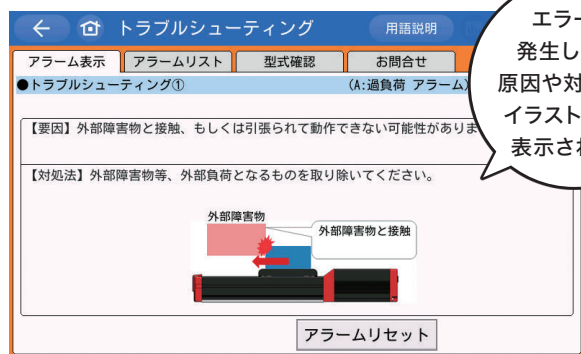 トラブルシューティング
用語説明
アラーム表示
アラームリスト
型式確認
お問合せ
●トラブルシューティング①
(A:過負荷 アラーム)
【要因】外部障害物と接触、もしくは引張られて動作できない可能性がありま
【対処法】外部障害物等、外部負荷となるものを取り除いてください。
外部障害物
外部障害物と接触
アラームリセット
エラー
発生し
原因や対
イラスト
表示さ